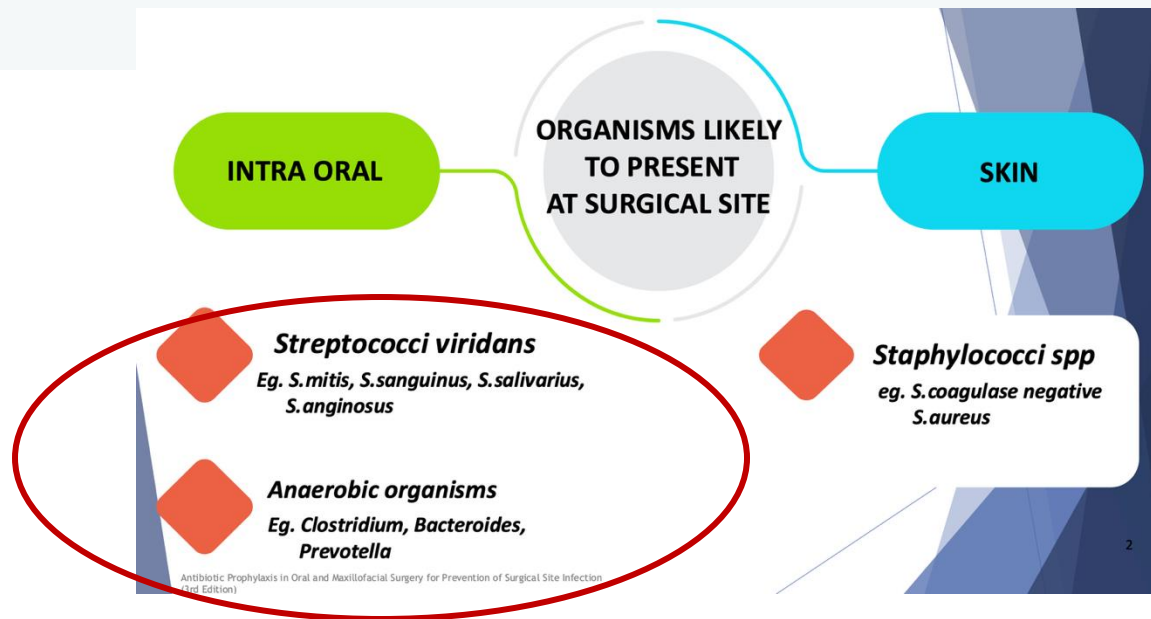 INTRA ORAL
ORGANISMS LIKELY
TO PRESENT
AT SURGICAL SITE
SKIN
Streptococci viridans
Eg. S.mitis, S.sanguinus, S.salivarius,
S.anginosus
Anaerobic organisms
Eg. Clostridium, Bacteroides,
Prevotella
Staphylococci spp
eg. S.coagulase negative
S.aureus
Antibiotic Prophylaxis in Oral and Maxillofacial Surgery for Prevention of Surgical Site Infection
(3rd Edition)
2